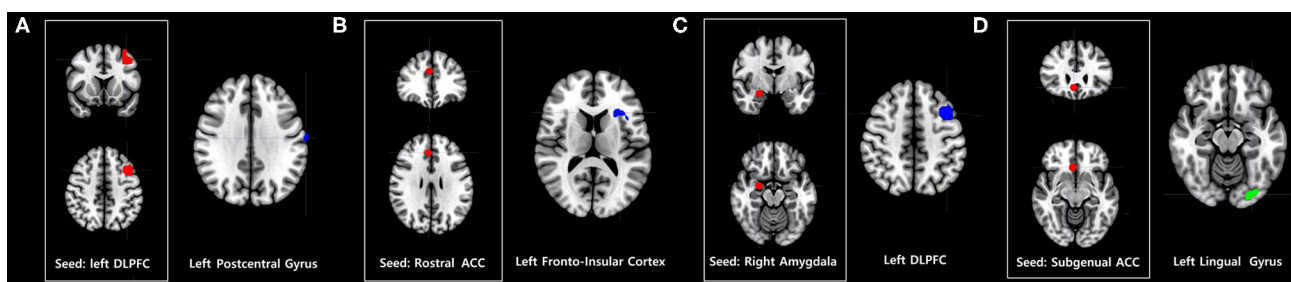 A
B
C
D
Seed: left DLPFC
Left Postcentral Gyrus
Seed: Rostral ACC
Left Fronto-Insular Cortex
Seed: Right Amygdala
Left DLPFC
Seed: Subgenual ACC
Left Lingual Gyrus